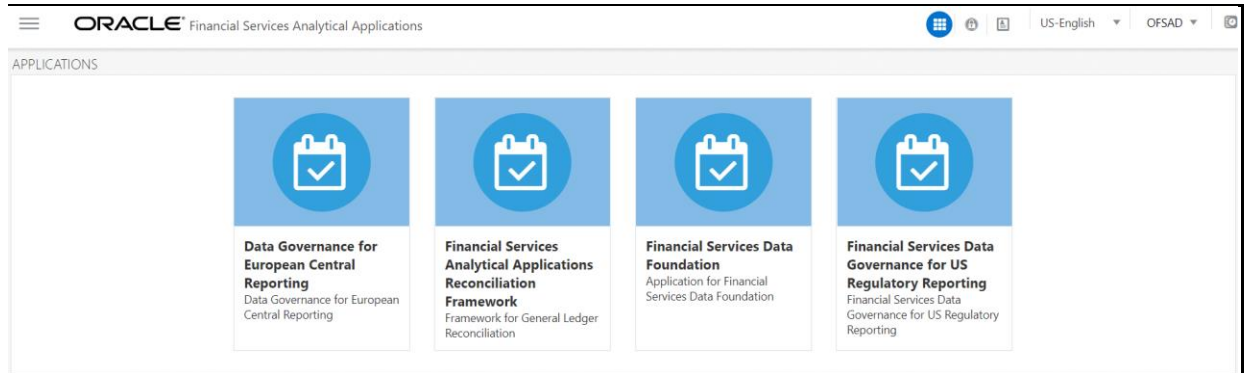 ORACLE® Financial Services Analytical Applications
US-English
OFSAD
APPLICATIONS
Data Governance for
European Central
Reporting
Data Governance for European
Central Reporting
Financial Services
Analytical Applications
Reconciliation
Framework
Framework for General Ledger
Reconciliation
Financial Services Data
Foundation
Application for Financial
Services Data Foundation
Financial Services Data
Governance for US
Regulatory Reporting
Financial Services Data
Governance for US Regulatory
Reporting